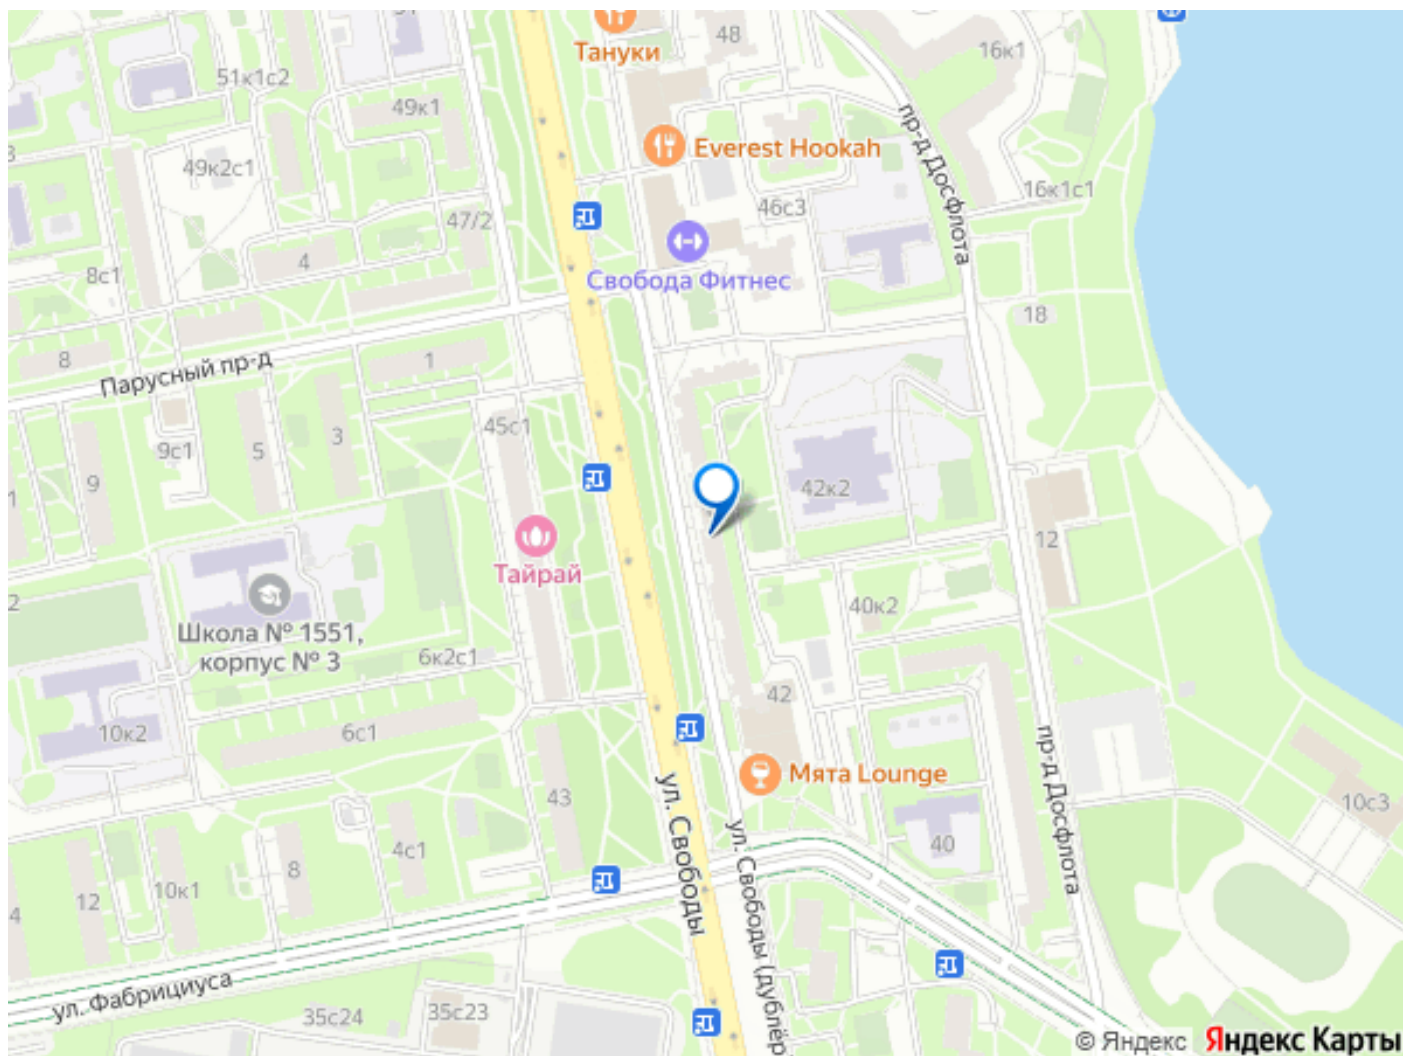 Тануки
48
16к1
51к1с2
49к1
Everest Hookah
пр-д Досфлота
49к2с1
16к1с1
46с3
47/2
4
8с1
Свобода Фитнес
18
8
1
Парусный пр-д
45с1
9с1
5
3
9
42к2
12
Тайрай
40к2
Школа № 1551,
корпус № 3
6к2с1
42
10к2
6с1
Мята Lounge
43
пр-д Досфлота
10с3
ул. Свободы
ул. Свободы (дублёр
40
4с1
8
10к1
12
4
ул. Фабрициуса
35с24
35с23
© Яндекс
Яндекс Карты